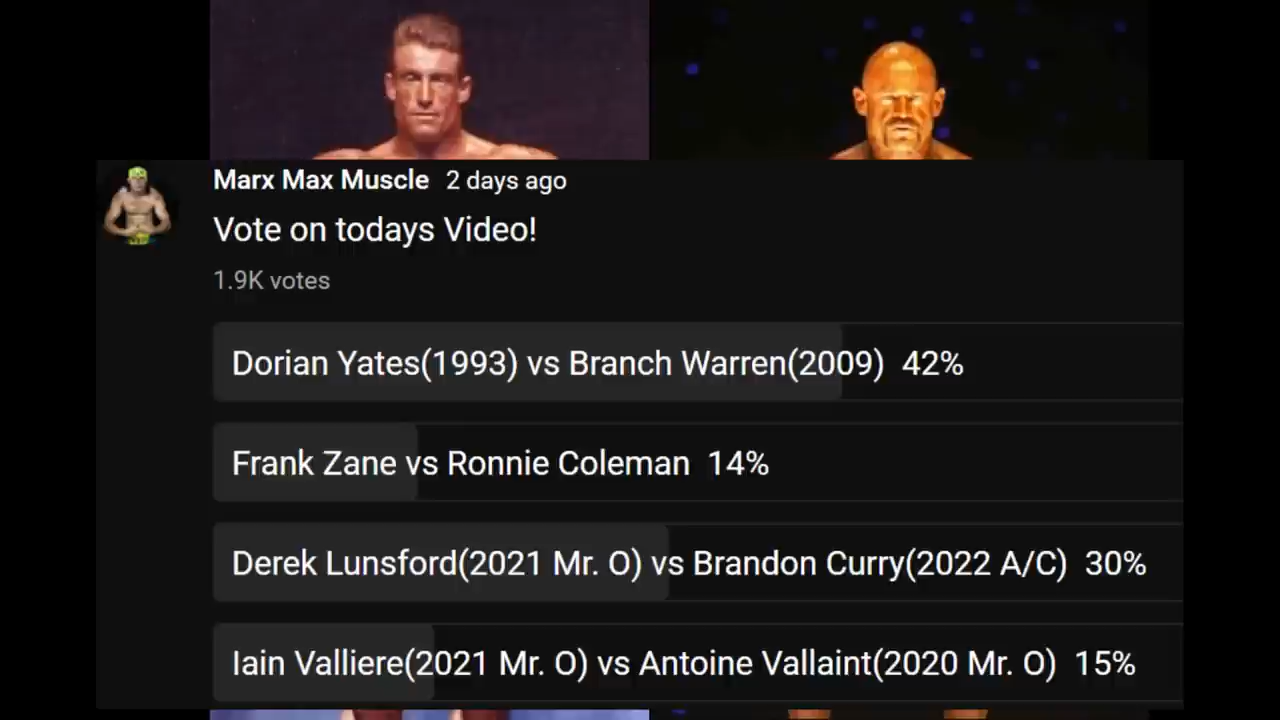 Marx Max Muscle 2 days ago
Vote on todays Video!
1.9K votes
Dorian Yates(1993) vs Branch Warren(2009) 42%
Frank Zane vs Ronnie Coleman 14%
Derek Lunsford(2021 Mr. O) vs Brandon Curry(2022 A/C) 30%
Iain Valliere(2021 Mr. O) vs Antoine Vallaint(2020 Mr. O) 15%